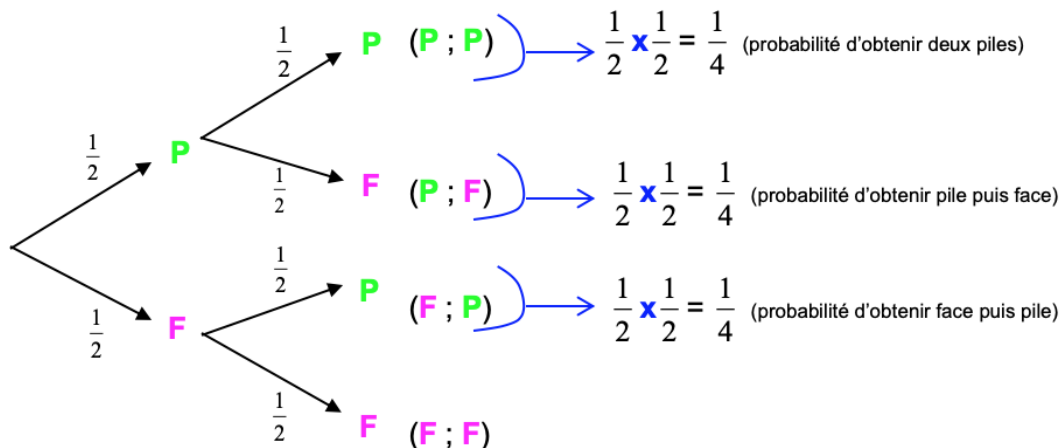 1/2 P (P ; P) 1/2 x 1/2 = 1/4 (probabilité d'obtenir deux piles)
1/2 P
1/2 F (P ; F) 1/2 x 1/2 = 1/4 (probabilité d'obtenir pile puis face)
1/2 P (F ; P) 1/2 x 1/2 = 1/4 (probabilité d'obtenir face puis pile)
1/2 F
1/2 F (F ; F)